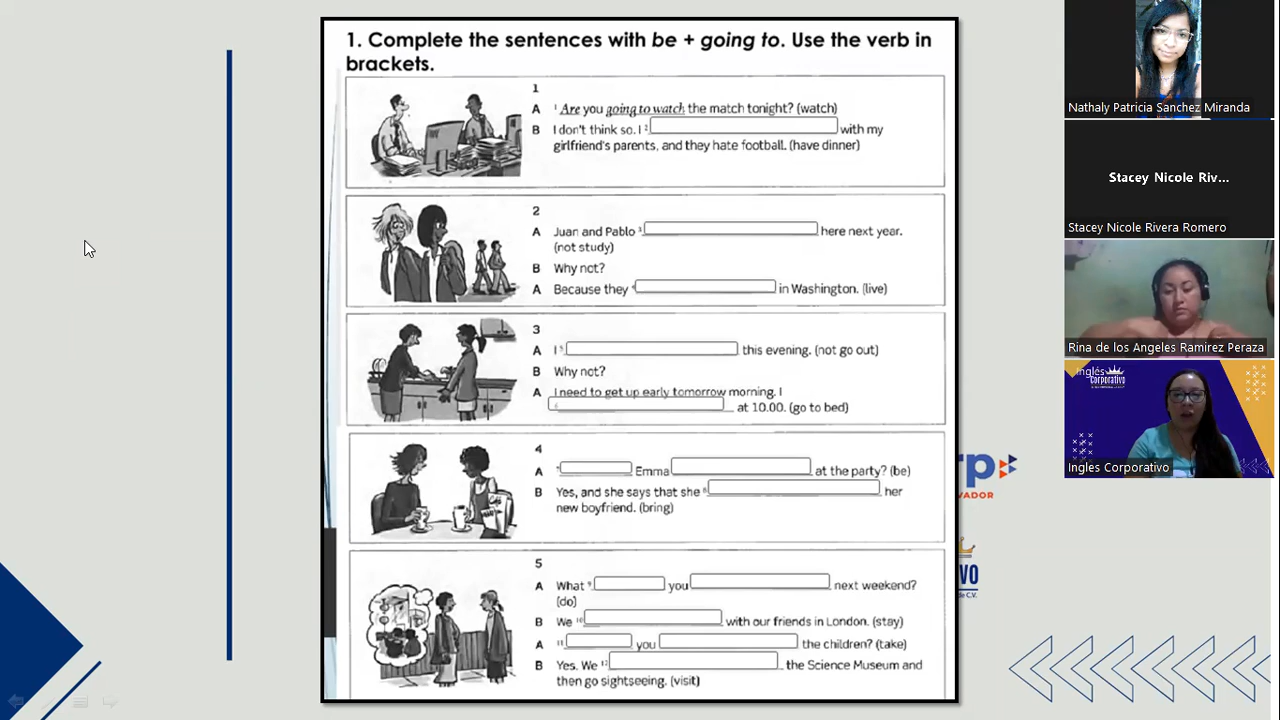 1. Complete the sentences with be + going to. Use the verb in
brackets.
1
A 1 Are you going to watch the match tonight? (watch)
B I don't think so. I 2 with my
girlfriend's parents, and they hate football. (have dinner)
2
A Juan and Pablo 3 here next year.
(not study)
B Why not?
A Because they 4 in Washington. (live)
3
A I 5 this evening. (not go out)
B Why not?
A I need to get up early tomorrow morning. I
at 10.00. (go to bed)
4
A 7 Emma at the party? (be)
B Yes, and she says that she 8 her
new boyfriend. (bring)
5
A What 9 you next weekend?
(do)
B We 10 with our friends in London. (stay)
A 11 you the children? (take)
B Yes. We 12 the Science Museum and
then go sightseeing. (visit)
Nathaly Patricia Sanchez Miranda
Stacey Nicole Riv...
Stacey Nicole Rivera Romero
Rina de los Angeles Ramirez Peraza
Inglés
Corporativo
Ingles Corporativo
rp
VADOR
VO
de C.V.